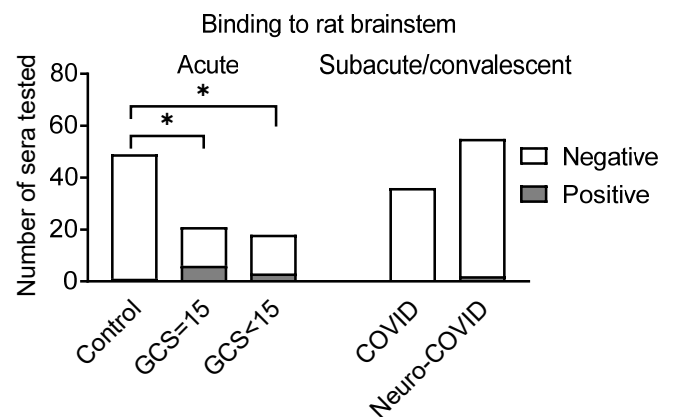 Binding to rat brainstem
Acute
Subacute/convalescent
Number of sera tested
80
60
40
20
0
*
*
Control
GCS=15
GCS<15
COVID
Neuro-COVID
Negative
Positive